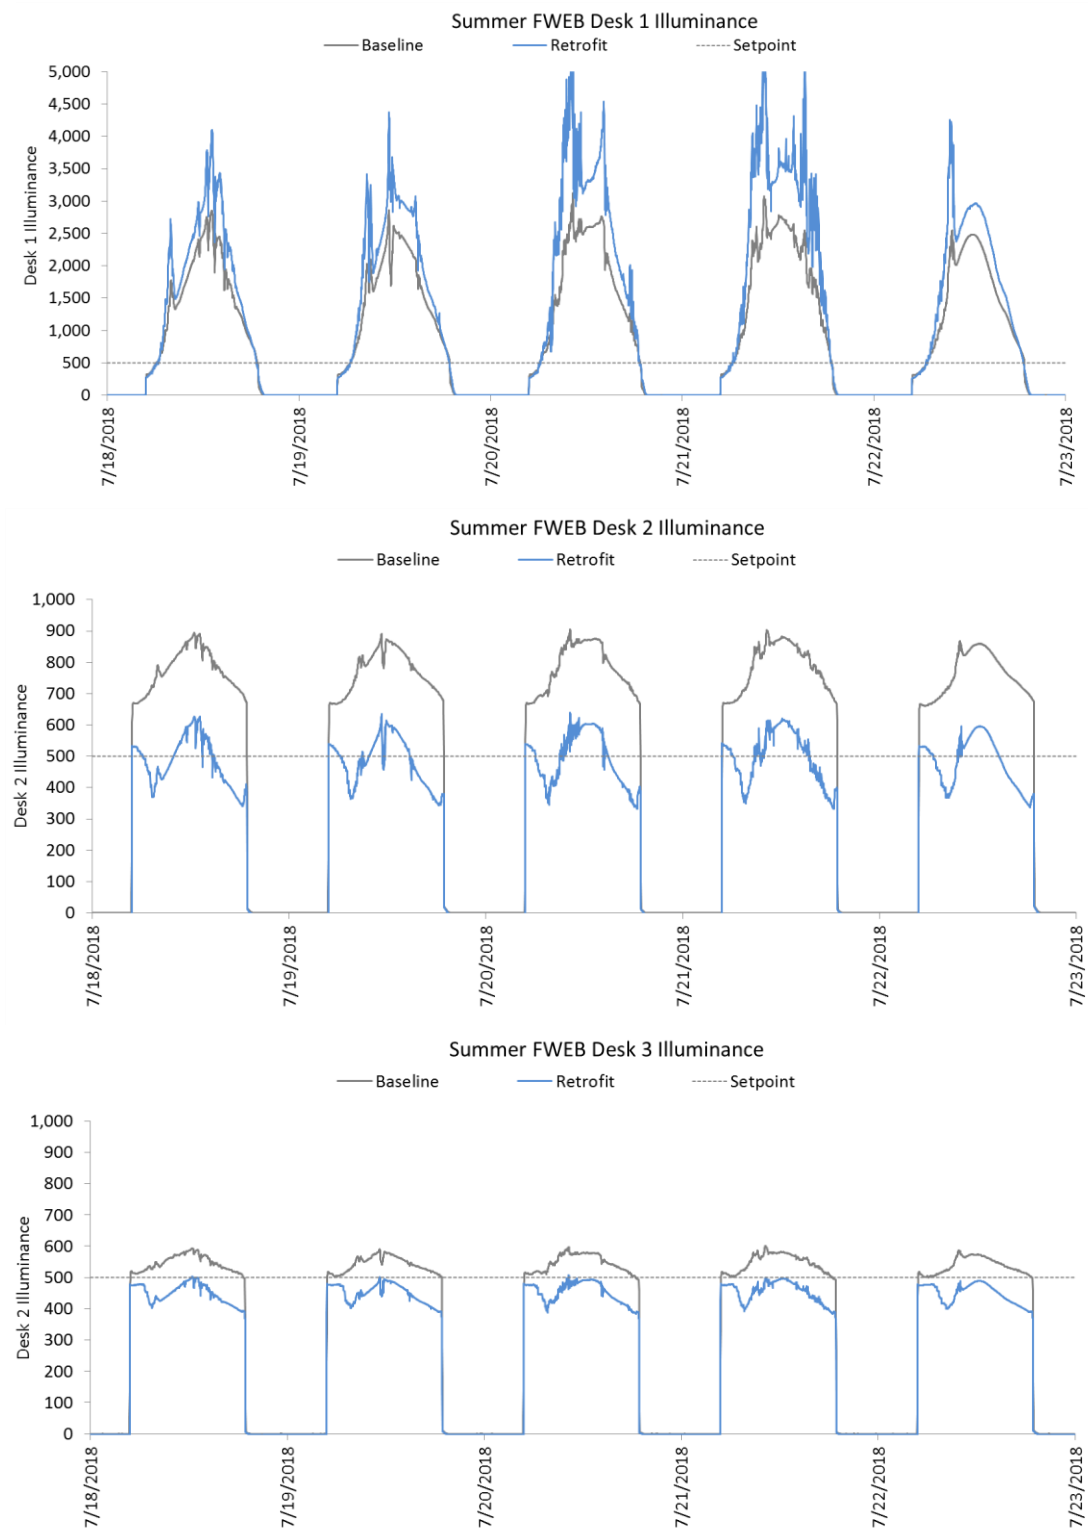 Summer FWEB Desk 1 Illuminance
Baseline Retrofit Setpoint
Desk 1 Illuminance
5,000
4,500
4,000
3,500
3,000
2,500
2,000
1,500
1,000
500
0
7/18/2018 7/19/2018 7/20/2018 7/21/2018 7/22/2018 7/23/2018
Summer FWEB Desk 2 Illuminance
Baseline Retrofit Setpoint
Desk 2 Illuminance
1,000
900
800
700
600
500
400
300
200
100
0
7/18/2018 7/19/2018 7/20/2018 7/21/2018 7/22/2018 7/23/2018
Summer FWEB Desk 3 Illuminance
Baseline Retrofit Setpoint
Desk 2 Illuminance
1,000
900
800
700
600
500
400
300
200
100
0
7/18/2018 7/19/2018 7/20/2018 7/21/2018 7/22/2018 7/23/2018